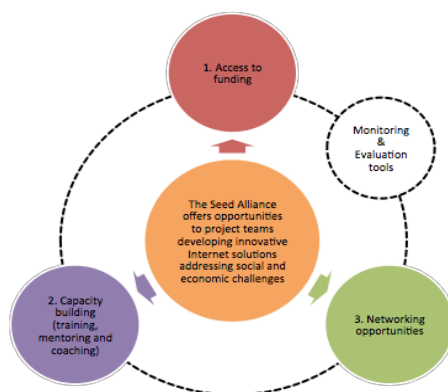 1. Access to
funding
Monitoring
&
Evaluation
tools
The Seed Alliance
offers opportunities
to project teams
developing innovative
Internet solutions
addressing social and
economic challenges
2. Capacity
building
(training,
mentoring and
coaching)
3. Networking
opportunities